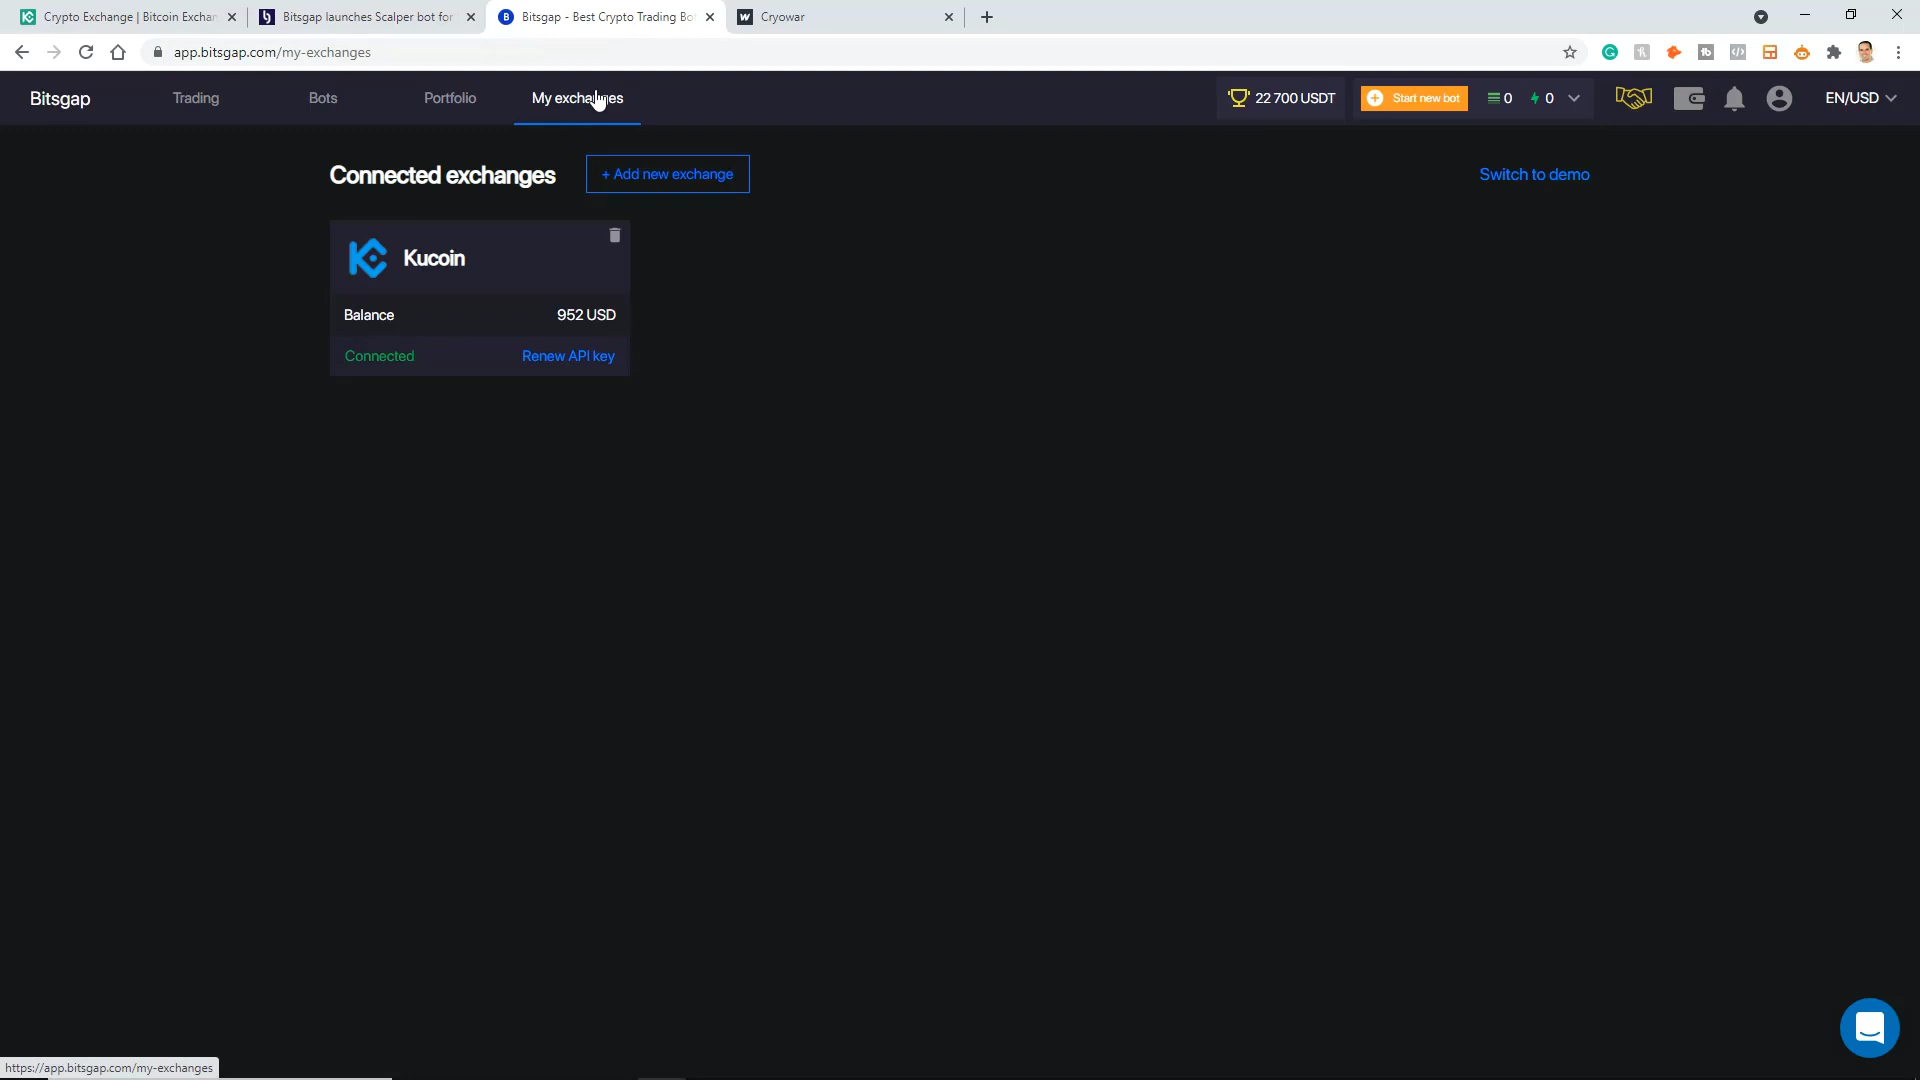 Crypto Exchange | Bitcoin Exchan
Bitsgap launches Scalper bot for
Bitsgap - Best Crypto Trading Bo
Cryowar
app.bitsgap.com/my-exchanges
Bitsgap
Trading
Bots
Portfolio
My exchanges
22 700 USDT
Start new bot
0
0
EN/USD
Connected exchanges
+ Add new exchange
Switch to demo
Kucoin
Balance
952 USD
Connected
Renew API key
https://app.bitsgap.com/my-exchanges